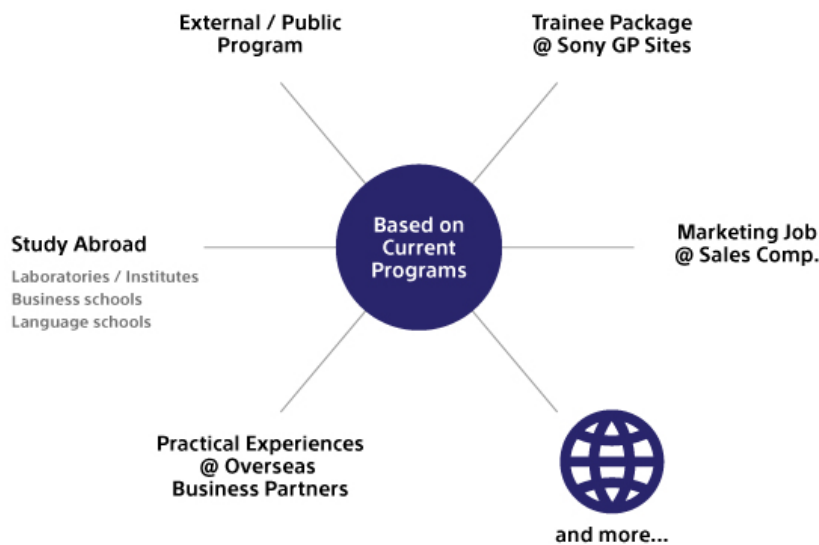 External / Public
Program
Trainee Package
@ Sony GP Sites
Based on
Current
Programs
Study Abroad
Laboratories / Institutes
Business schools
Language schools
Marketing Job
@ Sales Comp.
Practical Experiences
@ Overseas
Business Partners
and more...